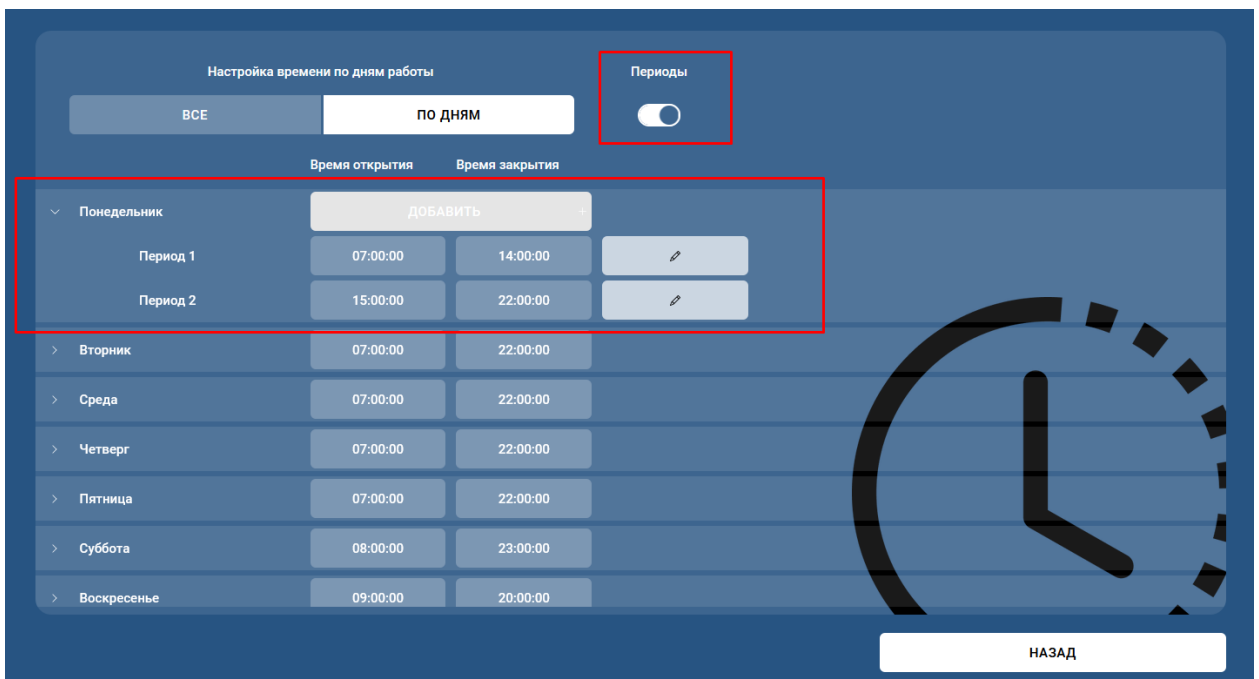 Настройка времени по дням работы Периоды
ВСЕ ПО ДНЯМ
Время открытия Время закрытия
Понедельник ДОБАВИТЬ +
Период 1 07:00:00 14:00:00
Период 2 15:00:00 22:00:00
Вторник 07:00:00 22:00:00
Среда 07:00:00 22:00:00
Четверг 07:00:00 22:00:00
Пятница 07:00:00 22:00:00
Суббота 08:00:00 23:00:00
Воскресенье 09:00:00 20:00:00
НАЗАД